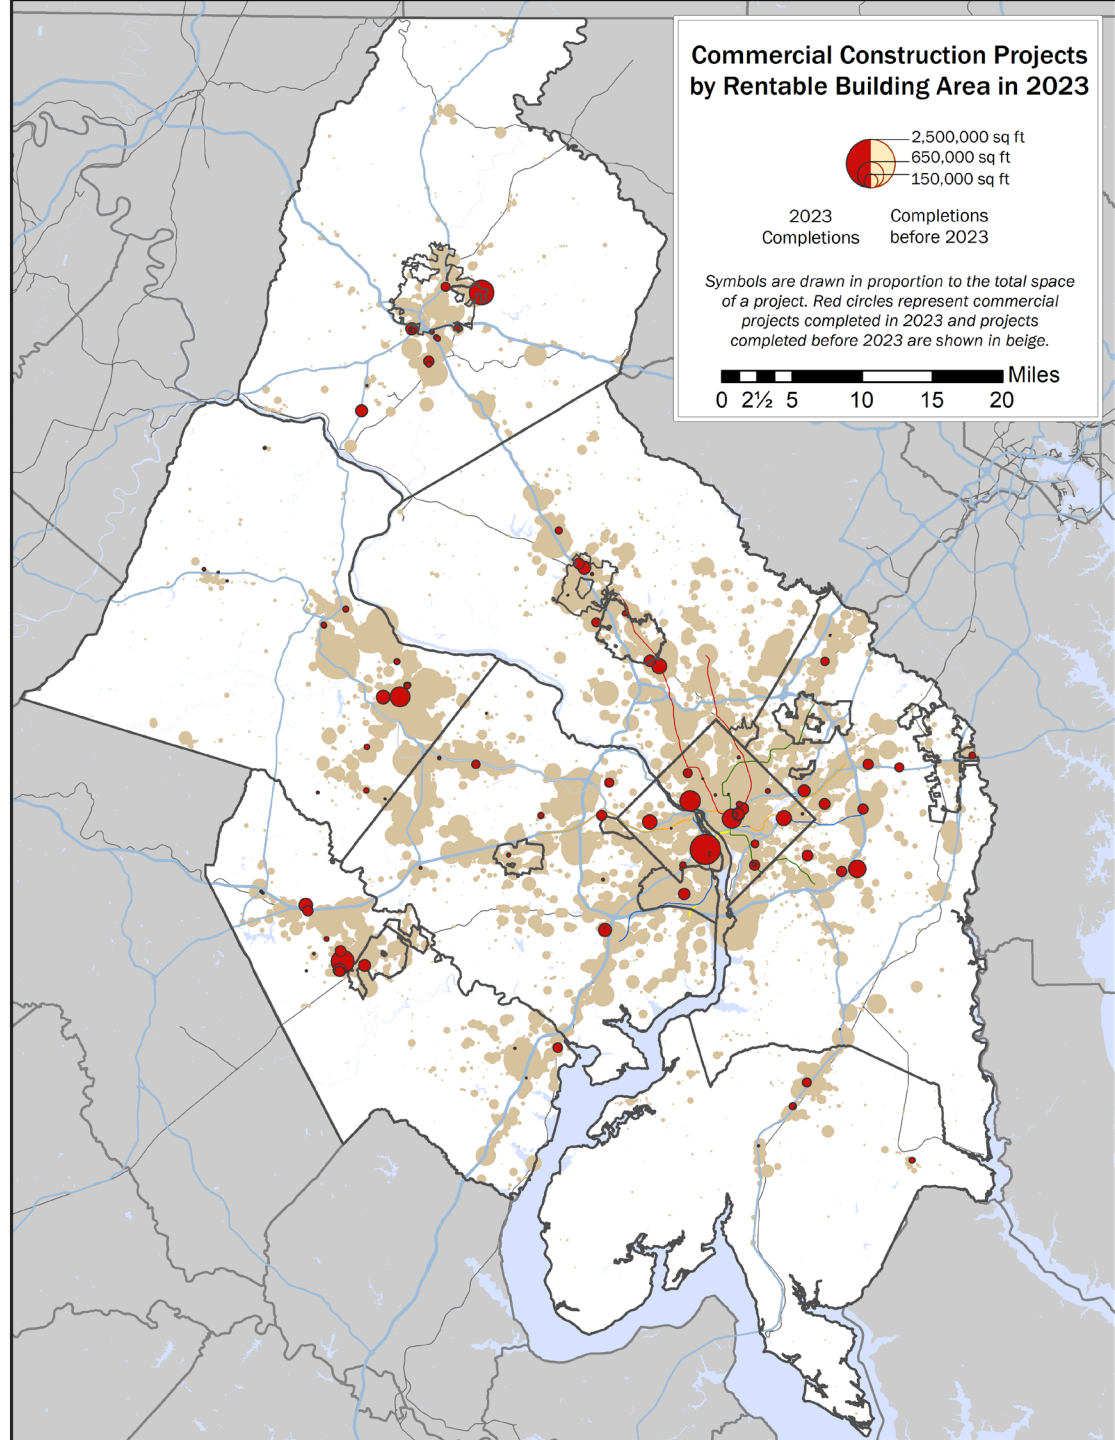 Commercial Construction Projects
by Rentable Building Area in 2023
2,500,000 sq ft
650,000 sq ft
150,000 sq ft
2023
Completions
Completions
before 2023
Symbols are drawn in proportion to the total space
of a project. Red circles represent commercial
projects completed in 2023 and projects
completed before 2023 are shown in beige.
Miles
0 2½ 5 10 15 20